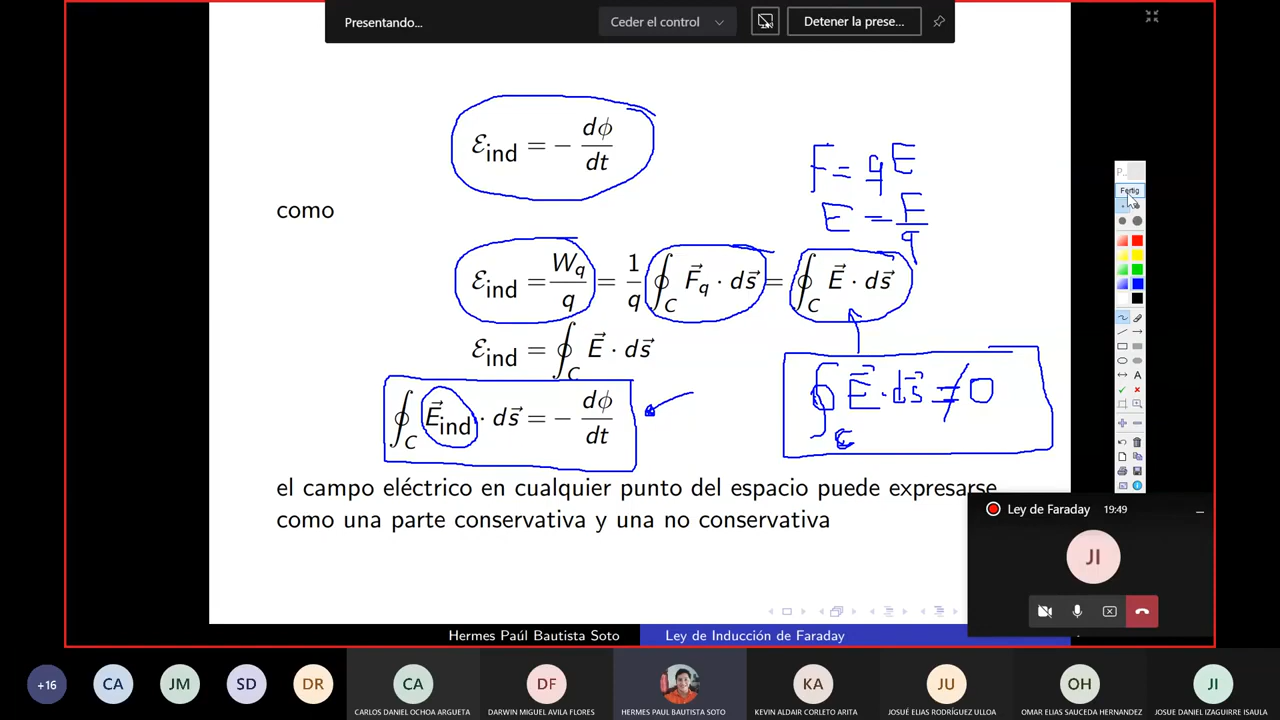 Presentando...
Ceder el control
Detener la prese...
ℰ_ind = − dϕ/dt
F = qE
como
E = F/q
ℰ_ind = W_q/q = 1/q ∮_C F⃗_q · ds⃗ = ∮_C E⃗ · ds⃗
ℰ_ind = ∮_C E⃗ · ds⃗
∮_C E⃗ · ds⃗ ≠ 0
∮_C E⃗_ind · ds⃗ = − dϕ/dt
el campo eléctrico en cualquier punto del espacio puede expresarse
como una parte conservativa y una no conservativa
P...
Fertig
A
Ley de Faraday 19:49
JI
Hermes Paúl Bautista Soto Ley de Inducción de Faraday
+16 CA JM SD DR CA DF KA JU OH JI
CARLOS DANIEL OCHOA ARGUETA
DARWIN MIGUEL AVILA FLORES
HERMES PAUL BAUTISTA SOTO
KEVIN ALDAIR CORLETO ARITA
JOSUÉ ELIAS RODRÍGUEZ ULLOA
OMAR ELIAS SAUCEDA HERNANDEZ
JOSUE DANIEL IZAGUIRRE ISAULA